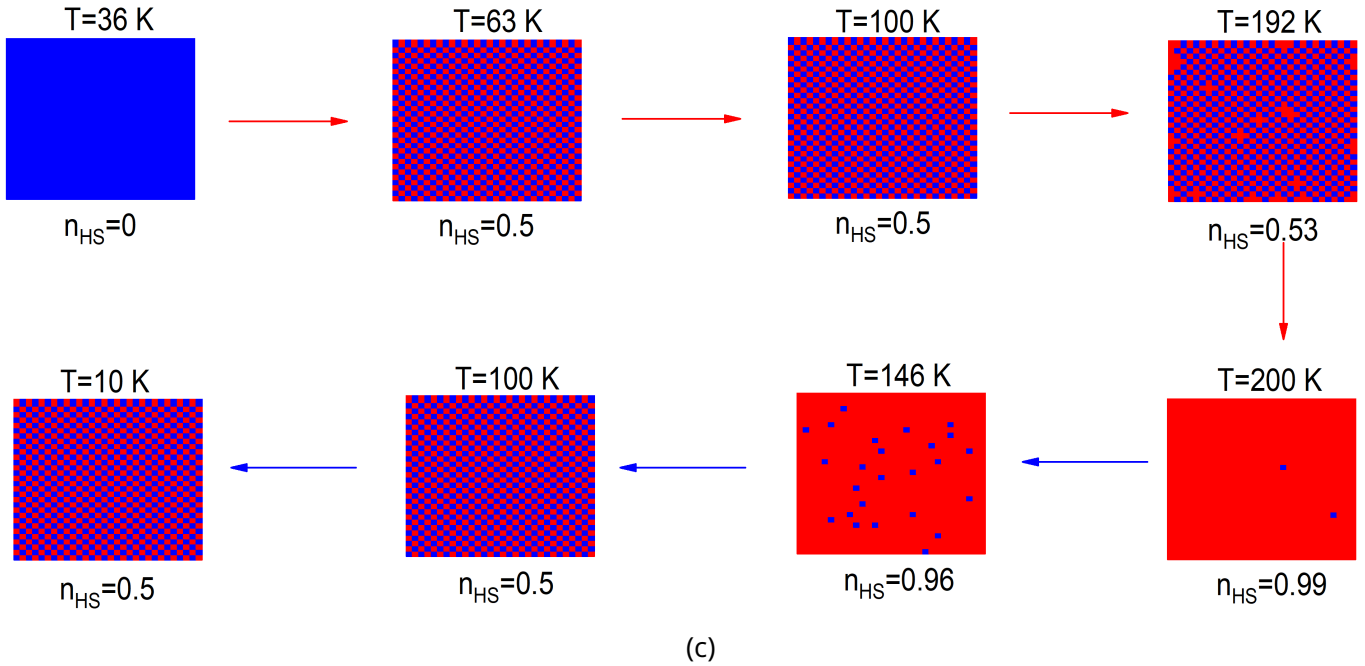 T=36 K
T=63 K
T=100 K
T=192 K
n_HS=0
n_HS=0.5
n_HS=0.5
n_HS=0.53
T=10 K
T=100 K
T=146 K
T=200 K
n_HS=0.5
n_HS=0.5
n_HS=0.96
n_HS=0.99
(c)